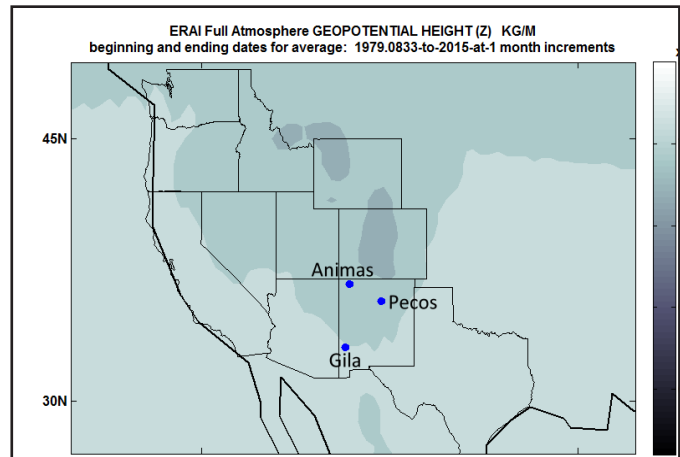 ERAI Full Atmosphere GEOPOTENTIAL HEIGHT (Z) KG/M
beginning and ending dates for average: 1979.0833-to-2015-at-1 month increments
45N
Animas
Pecos
Gila
30N